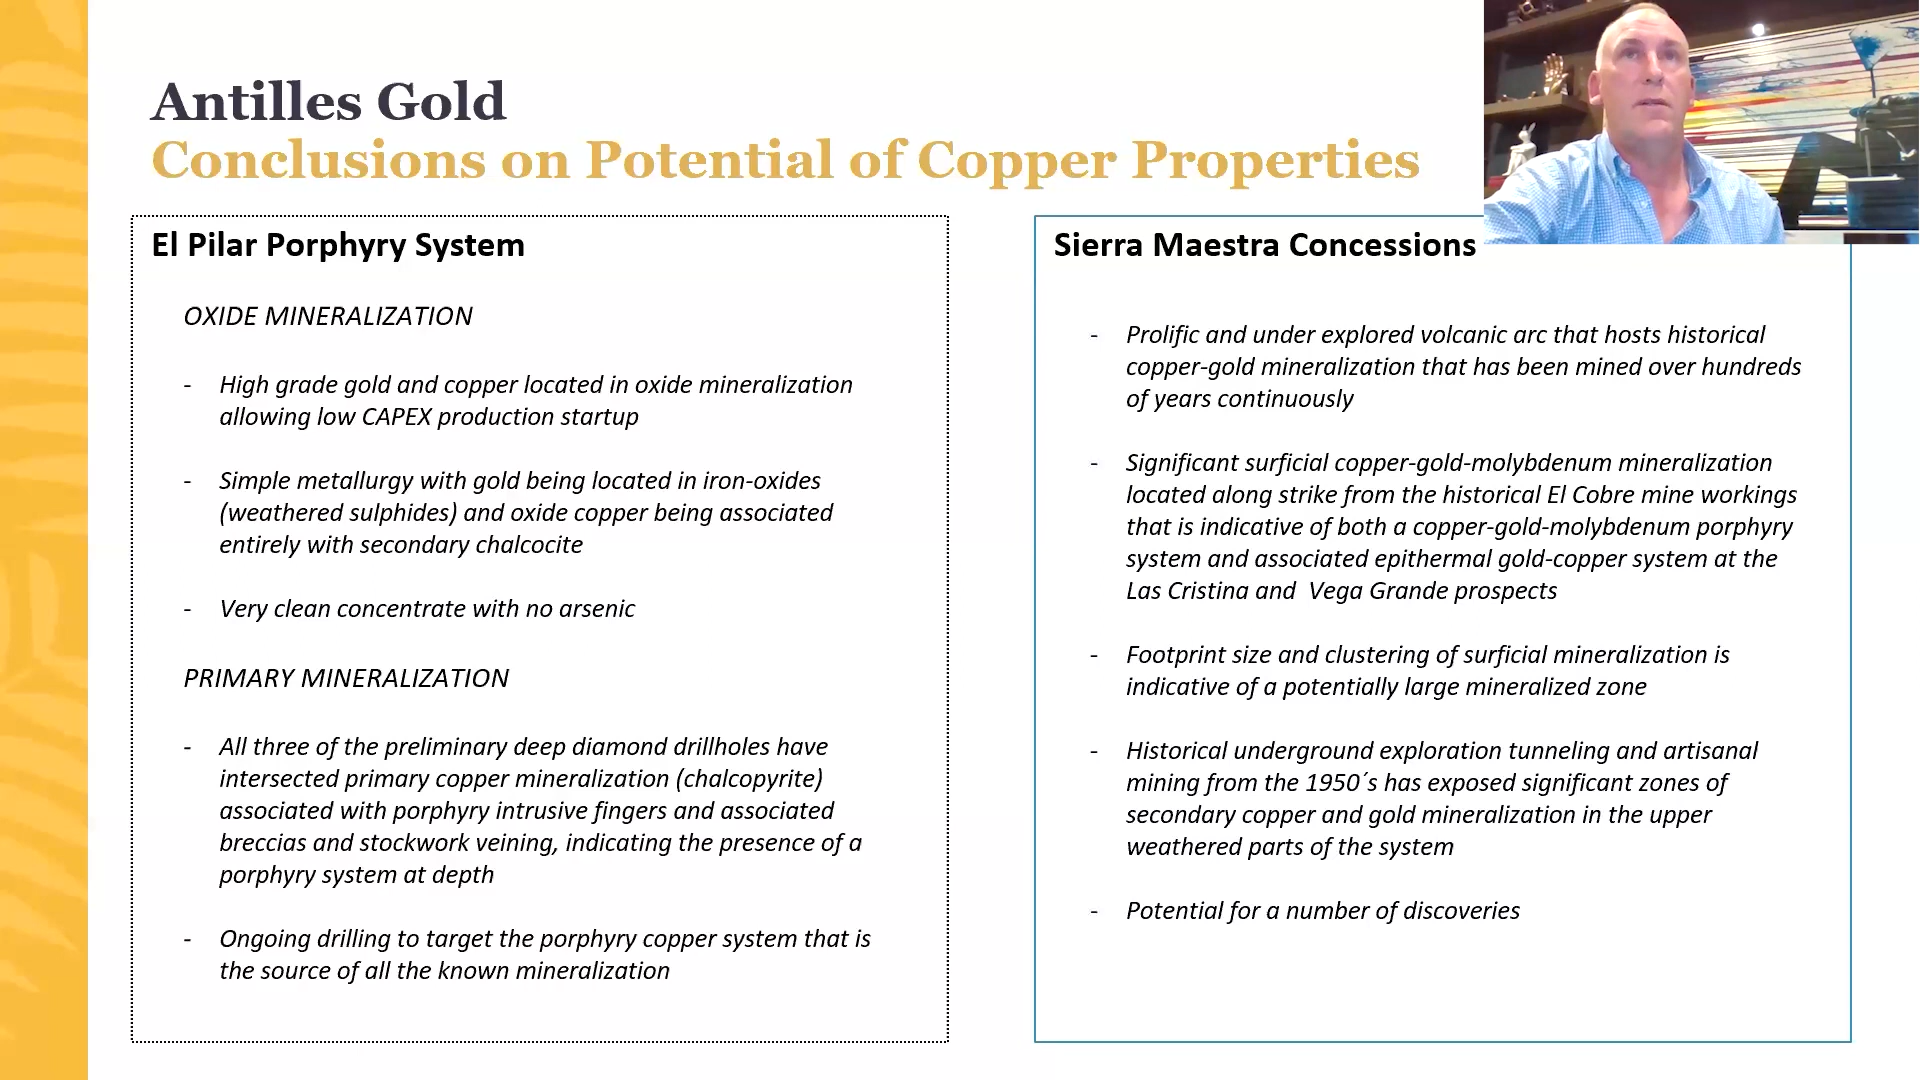 Antilles Gold
Conclusions on Potential of Copper Properties
El Pilar Porphyry System
OXIDE MINERALIZATION
- High grade gold and copper located in oxide mineralization
allowing low CAPEX production startup
- Simple metallurgy with gold being located in iron-oxides
(weathered sulphides) and oxide copper being associated
entirely with secondary chalcocite
- Very clean concentrate with no arsenic
PRIMARY MINERALIZATION
- All three of the preliminary deep diamond drillholes have
intersected primary copper mineralization (chalcopyrite)
associated with porphyry intrusive fingers and associated
breccias and stockwork veining, indicating the presence of a
porphyry system at depth
- Ongoing drilling to target the porphyry copper system that is
the source of all the known mineralization
Sierra Maestra Concessions
- Prolific and under explored volcanic arc that hosts historical
copper-gold mineralization that has been mined over hundreds
of years continuously
- Significant surficial copper-gold-molybdenum mineralization
located along strike from the historical El Cobre mine workings
that is indicative of both a copper-gold-molybdenum porphyry
system and associated epithermal gold-copper system at the
Las Cristina and  Vega Grande prospects
- Footprint size and clustering of surficial mineralization is
indicative of a potentially large mineralized zone
- Historical underground exploration tunneling and artisanal
mining from the 1950´s has exposed significant zones of
secondary copper and gold mineralization in the upper
weathered parts of the system
- Potential for a number of discoveries